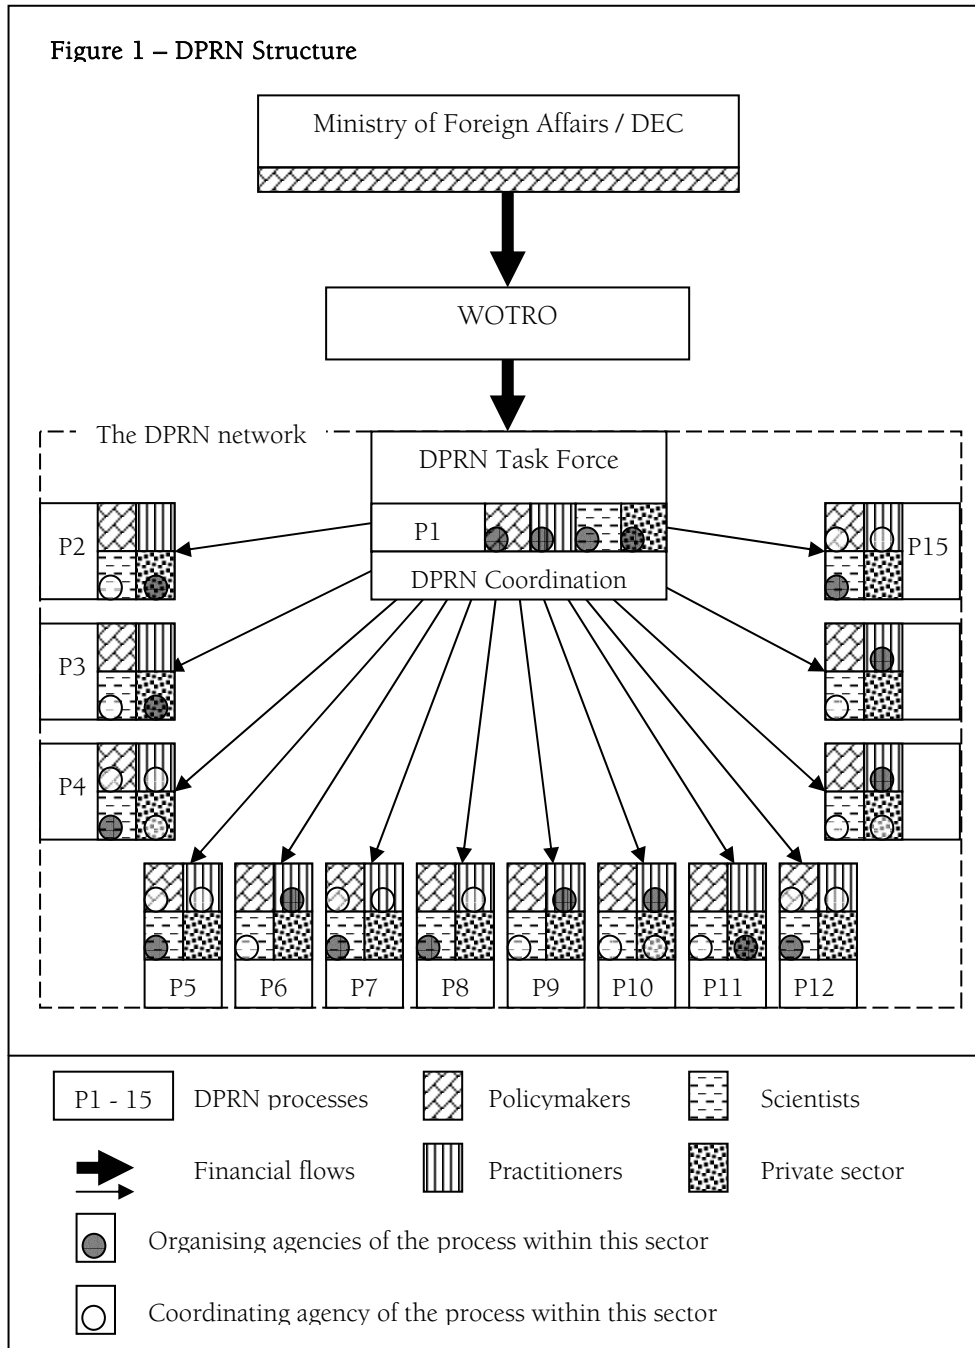 Figure 1 – DPRN Structure
Ministry of Foreign Affairs / DEC
WOTRO
The DPRN network
DPRN Task Force
P1
DPRN Coordination
P2
P15
P3
P4
P5 P6 P7 P8 P9 P10 P11 P12
P1 - 15 DPRN processes Policymakers Scientists
Financial flows Practitioners Private sector
Organising agencies of the process within this sector
Coordinating agency of the process within this sector